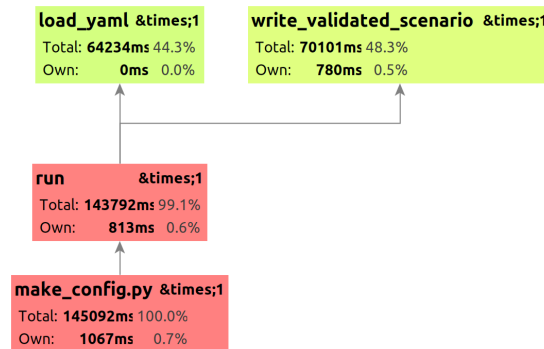 load_yaml &times;1
Total: 64234ms 44.3%
Own: 0ms 0.0%
write_validated_scenario &times;1
Total: 70101ms 48.3%
Own: 780ms 0.5%
run &times;1
Total: 143792ms 99.1%
Own: 813ms 0.6%
make_config.py &times;1
Total: 145092ms 100.0%
Own: 1067ms 0.7%